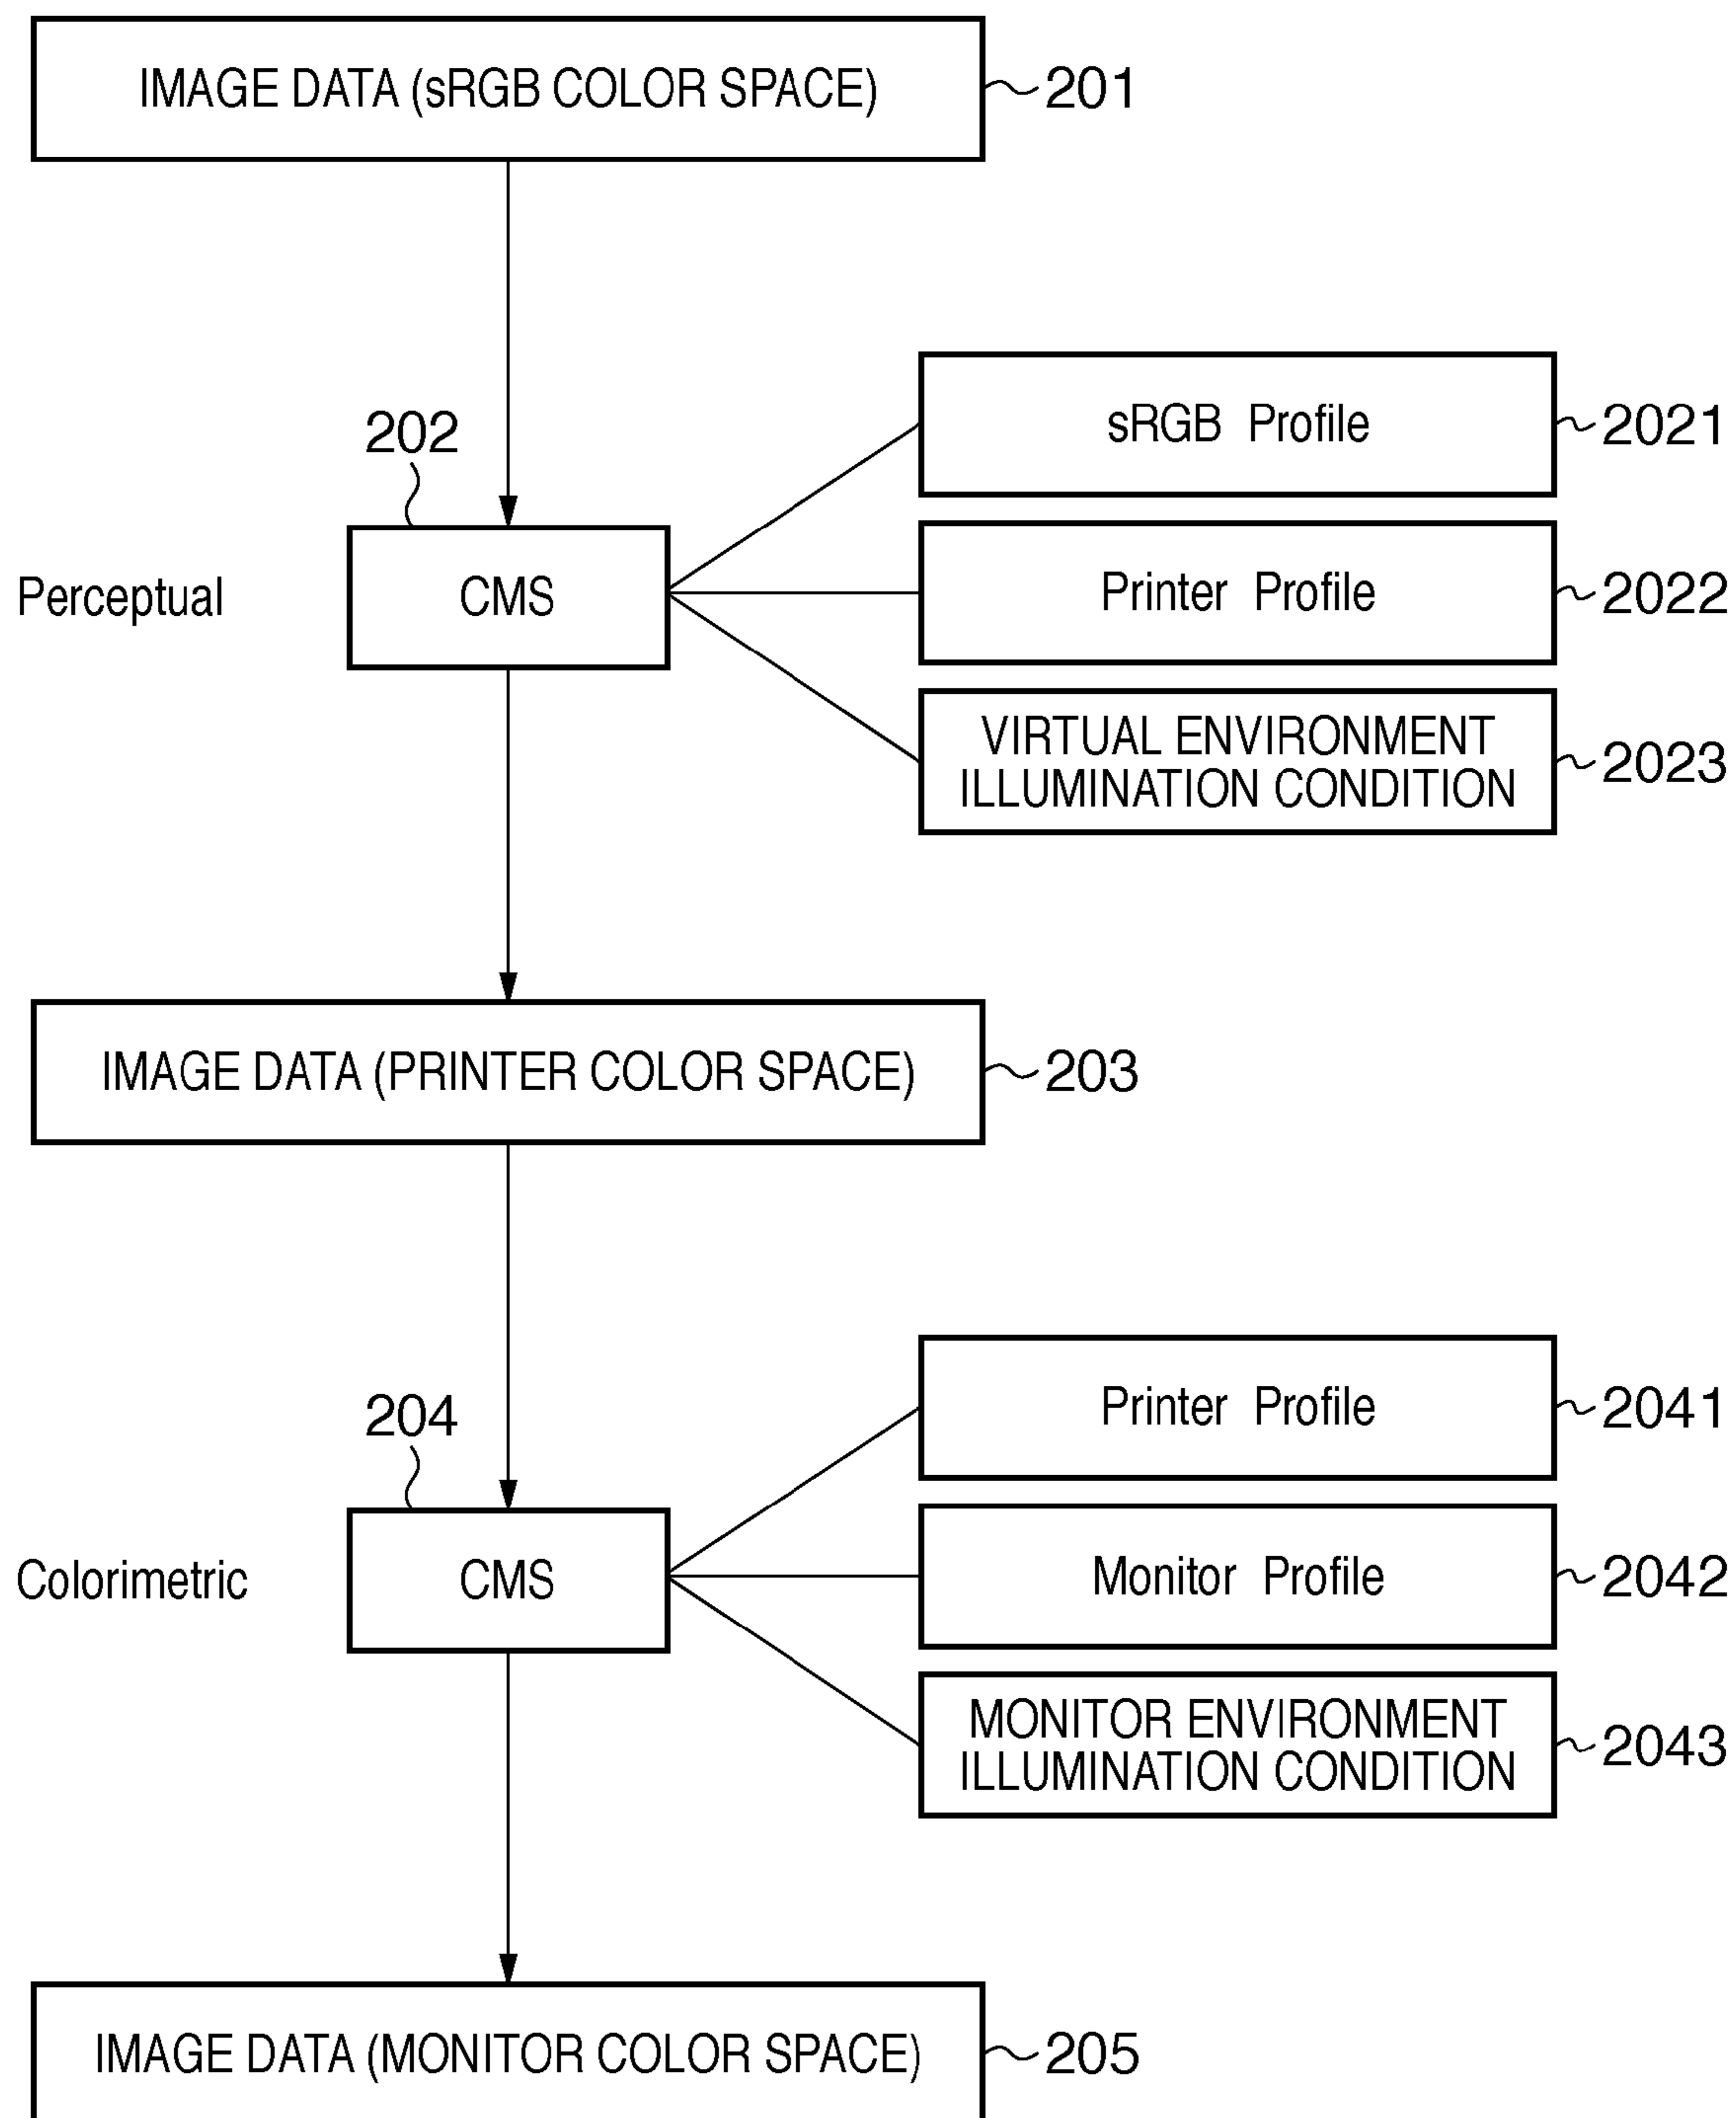 IMAGE DATA (sRGB COLOR SPACE)
201
sRGB Profile
2021
202
Perceptual
CMS
Printer Profile
2022
VIRTUAL ENVIRONMENT
ILLUMINATION CONDITION
2023
IMAGE DATA (PRINTER COLOR SPACE)
203
Printer Profile
2041
204
Colorimetric
CMS
Monitor Profile
2042
MONITOR ENVIRONMENT
ILLUMINATION CONDITION
2043
IMAGE DATA (MONITOR COLOR SPACE)
205